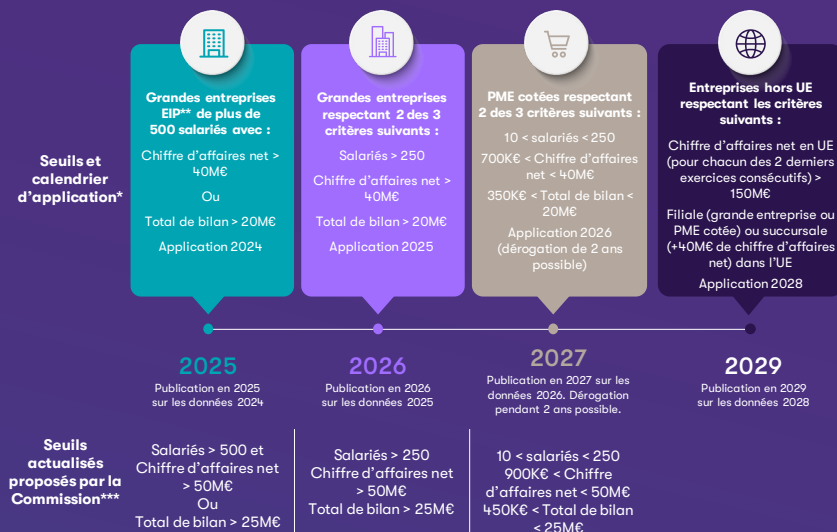 Seuils et
calendrier
d'application*
Grandes entreprises
EIP** de plus de
500 salariés avec :
Chiffre d'affaires net >
40M€
Ou
Total de bilan > 20M€
Application 2024
Grandes entreprises
respectant 2 des 3
critères suivants :
Salariés > 250
Chiffre d'affaires net >
40M€
Total de bilan > 20M€
Application 2025
PME cotées respectant
2 des 3 critères suivants :
10 < salariés < 250
700K€ < Chiffre d'affaires
net < 40M€
350K€ < Total de bilan <
20M€
Application 2026
(dérogation de 2 ans
possible)
Entreprises hors UE
respectant les critères
suivants :
Chiffre d'affaires net en UE
(pour chacun des 2 derniers
exercices consécutifs) >
150M€
Filiale (grande entreprise ou
PME cotée) ou succursale
(+40M€ de chiffre d'affaires
net) dans l'UE
Application 2028
2025
Publication en 2025
sur les données 2024
2026
Publication en 2026
sur les données 2025
2027
Publication en 2027 sur les
données 2026. Dérogation
pendant 2 ans possible.
2029
Publication en 2029
sur les données 2028
Seuils
actualisés
proposés par la
Commission***
Salariés > 500 et
Chiffre d'affaires net
> 50M€
Ou
Total de bilan > 25M€
Salariés > 250
Chiffre d'affaires net
> 50M€
Total de bilan > 25M€
10 < salariés < 250
900K€ < Chiffre
d'affaires net < 50M€
450K€ < Total de bilan
< 25M€